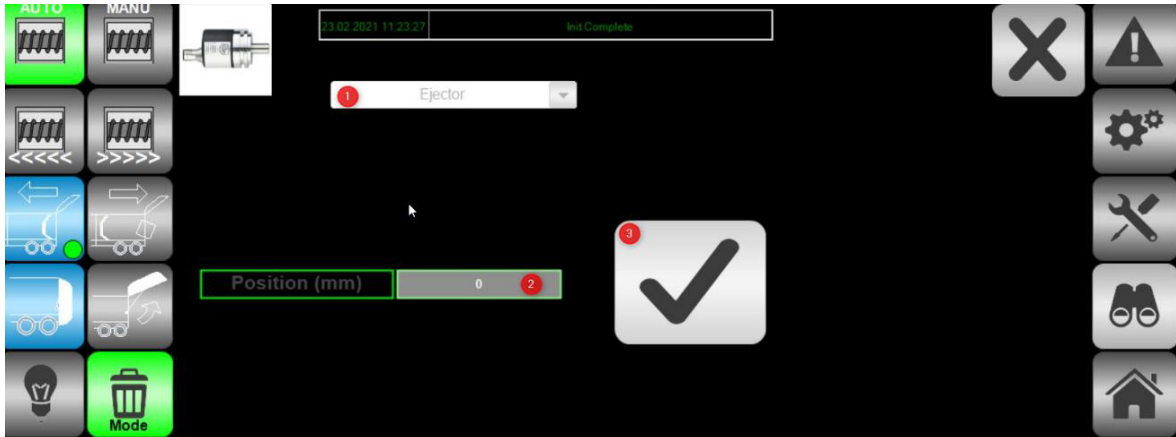 AUTO
MANU
23.02.2021 11:23:27
Init Complete
1
Ejector
<<<<<
>>>>>
3
Position (mm)
0
2
Mode